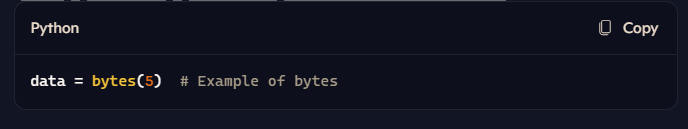 Python
Copy
data = bytes(5)  # Example of bytes